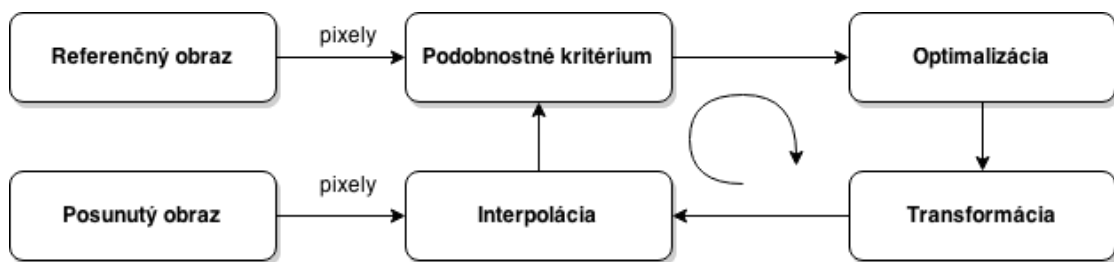 Referenčný obraz
pixely
Podobnostné kritérium
Optimalizácia
Posunutý obraz
pixely
Interpolácia
Transformácia